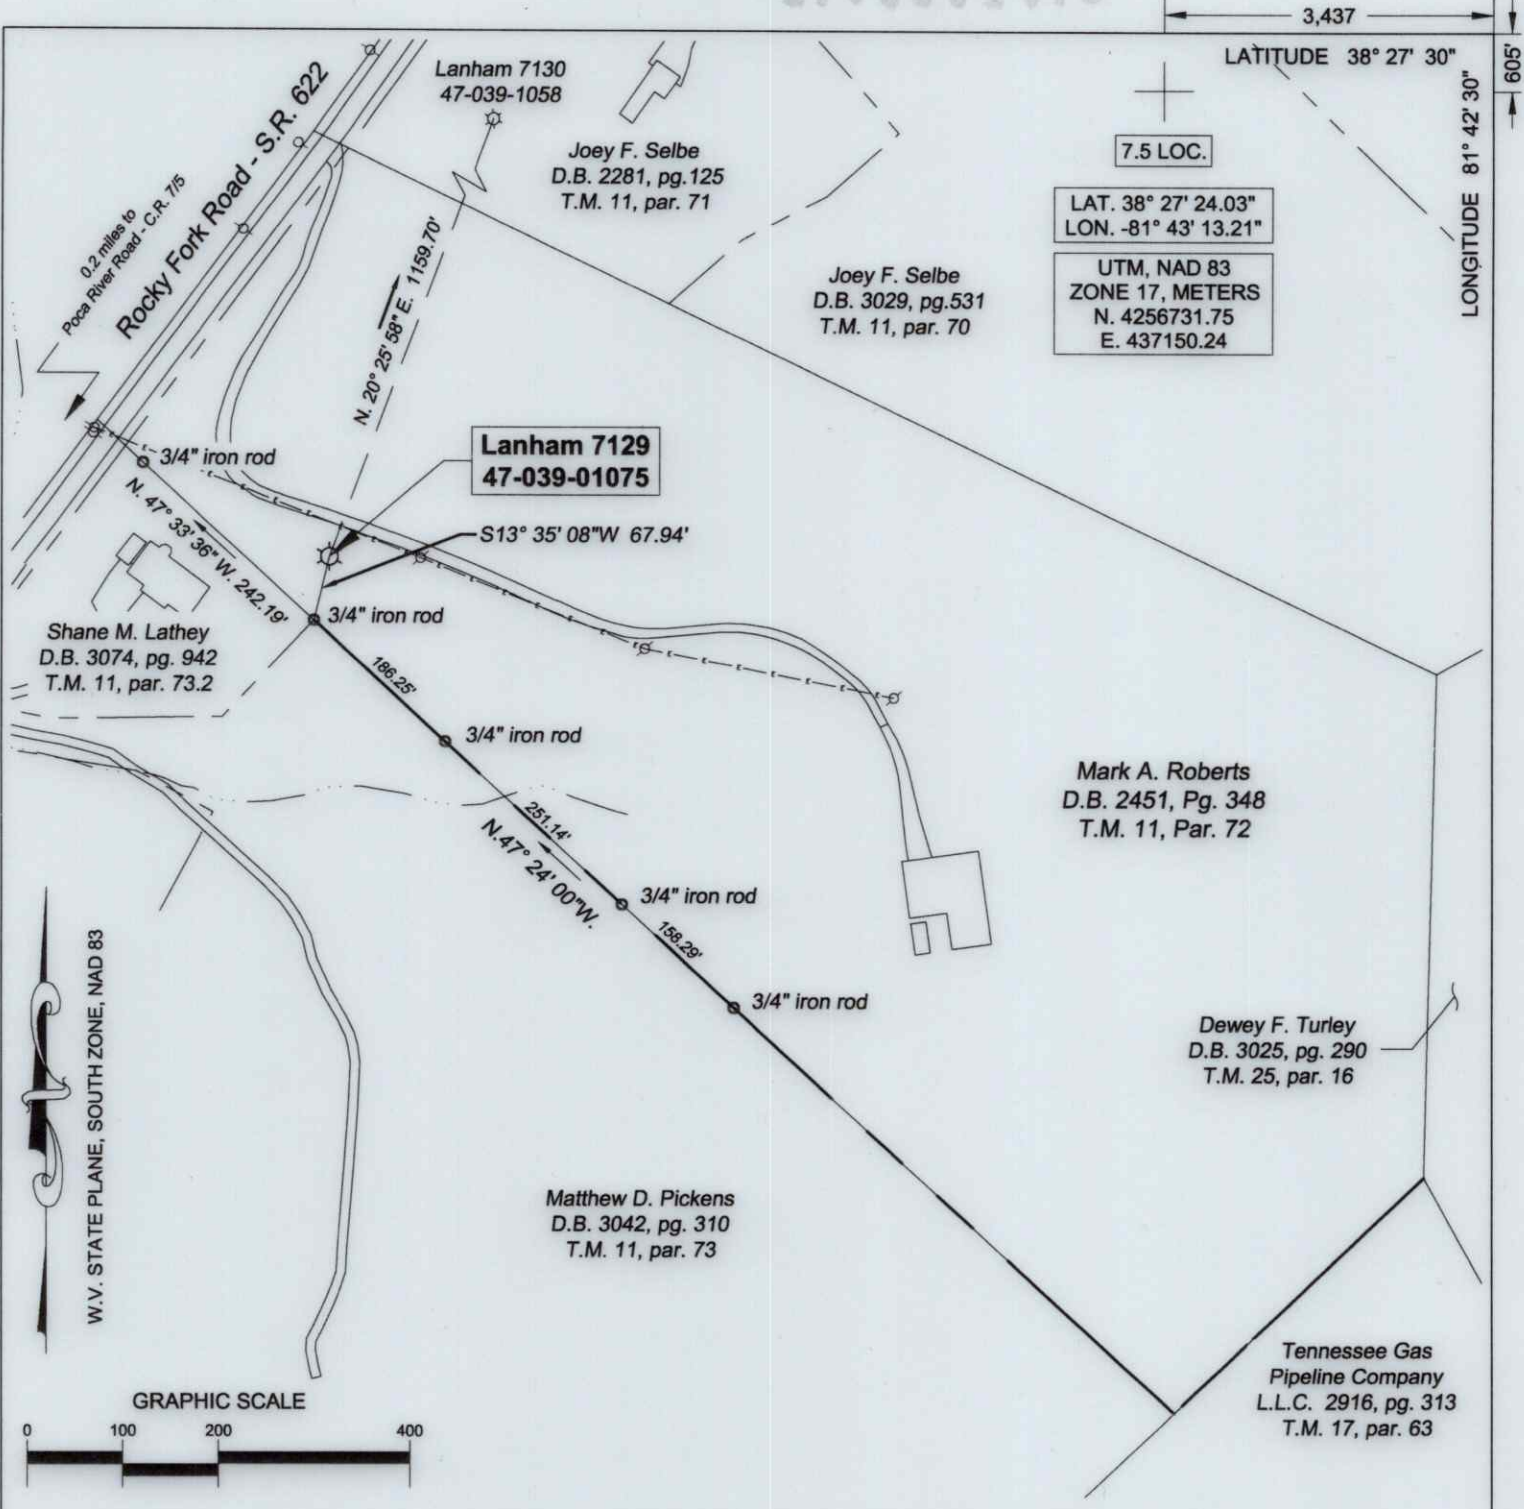 3,437
605'
LATITUDE 38° 27' 30"
LONGITUDE 81° 42' 30"
Lanham 7130
47-039-1058
Rocky Fork Road - S.R. 622
0.2 miles to
Poca River Road - C.R. 7/5
Joey F. Selbe
D.B. 2281, pg.125
T.M. 11, par. 71
7.5 LOC.
LAT. 38° 27' 24.03"
LON. -81° 43' 13.21"
UTM, NAD 83
ZONE 17, METERS
N. 4256731.75
E. 437150.24
Joey F. Selbe
D.B. 3029, pg.531
T.M. 11, par. 70
N. 20° 25' 58" E. 1159.70'
Lanham 7129
47-039-01075
3/4" iron rod
N. 47° 33' 36" W. 242.19'
S13° 35' 08"W 67.94'
3/4" iron rod
Shane M. Lathey
D.B. 3074, pg. 942
T.M. 11, par. 73.2
186.25'
3/4" iron rod
Mark A. Roberts
D.B. 2451, Pg. 348
T.M. 11, Par. 72
251.14'
N.47° 24' 00"W.
3/4" iron rod
158.29'
3/4" iron rod
W.V. STATE PLANE, SOUTH ZONE, NAD 83
Dewey F. Turley
D.B. 3025, pg. 290
T.M. 25, par. 16
Matthew D. Pickens
D.B. 3042, pg. 310
T.M. 11, par. 73
Tennessee Gas
Pipeline Company
L.L.C. 2916, pg. 313
T.M. 17, par. 63
GRAPHIC SCALE
0 100 200 400